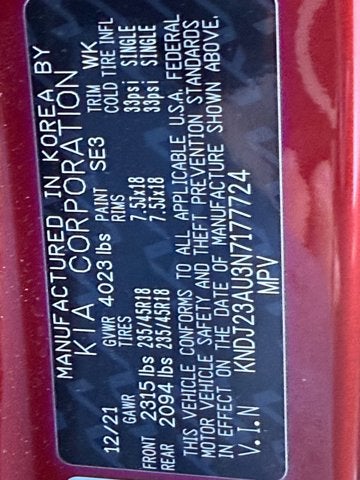 MANUFACTURED IN KOREA BY
KIA CORPORATION
12/21 GVWR 4023 lbs PAINT SE3 TRIM WK
GAWR TIRES RIMS COLD TIRE INFL
FRONT 2315 lbs 235/45R18 7.5Jx18 33psi SINGLE
REAR 2094 lbs 235/45R18 7.5Jx18 33psi SINGLE
THIS VEHICLE CONFORMS TO ALL APPLICABLE U.S.A. FEDERAL
MOTOR VEHICLE SAFETY AND THEFT PREVENTION STANDARDS
IN EFFECT ON THE DATE OF MANUFACTURE SHOWN ABOVE.
V.I.N KNDJ23AU3N7177724
MPV